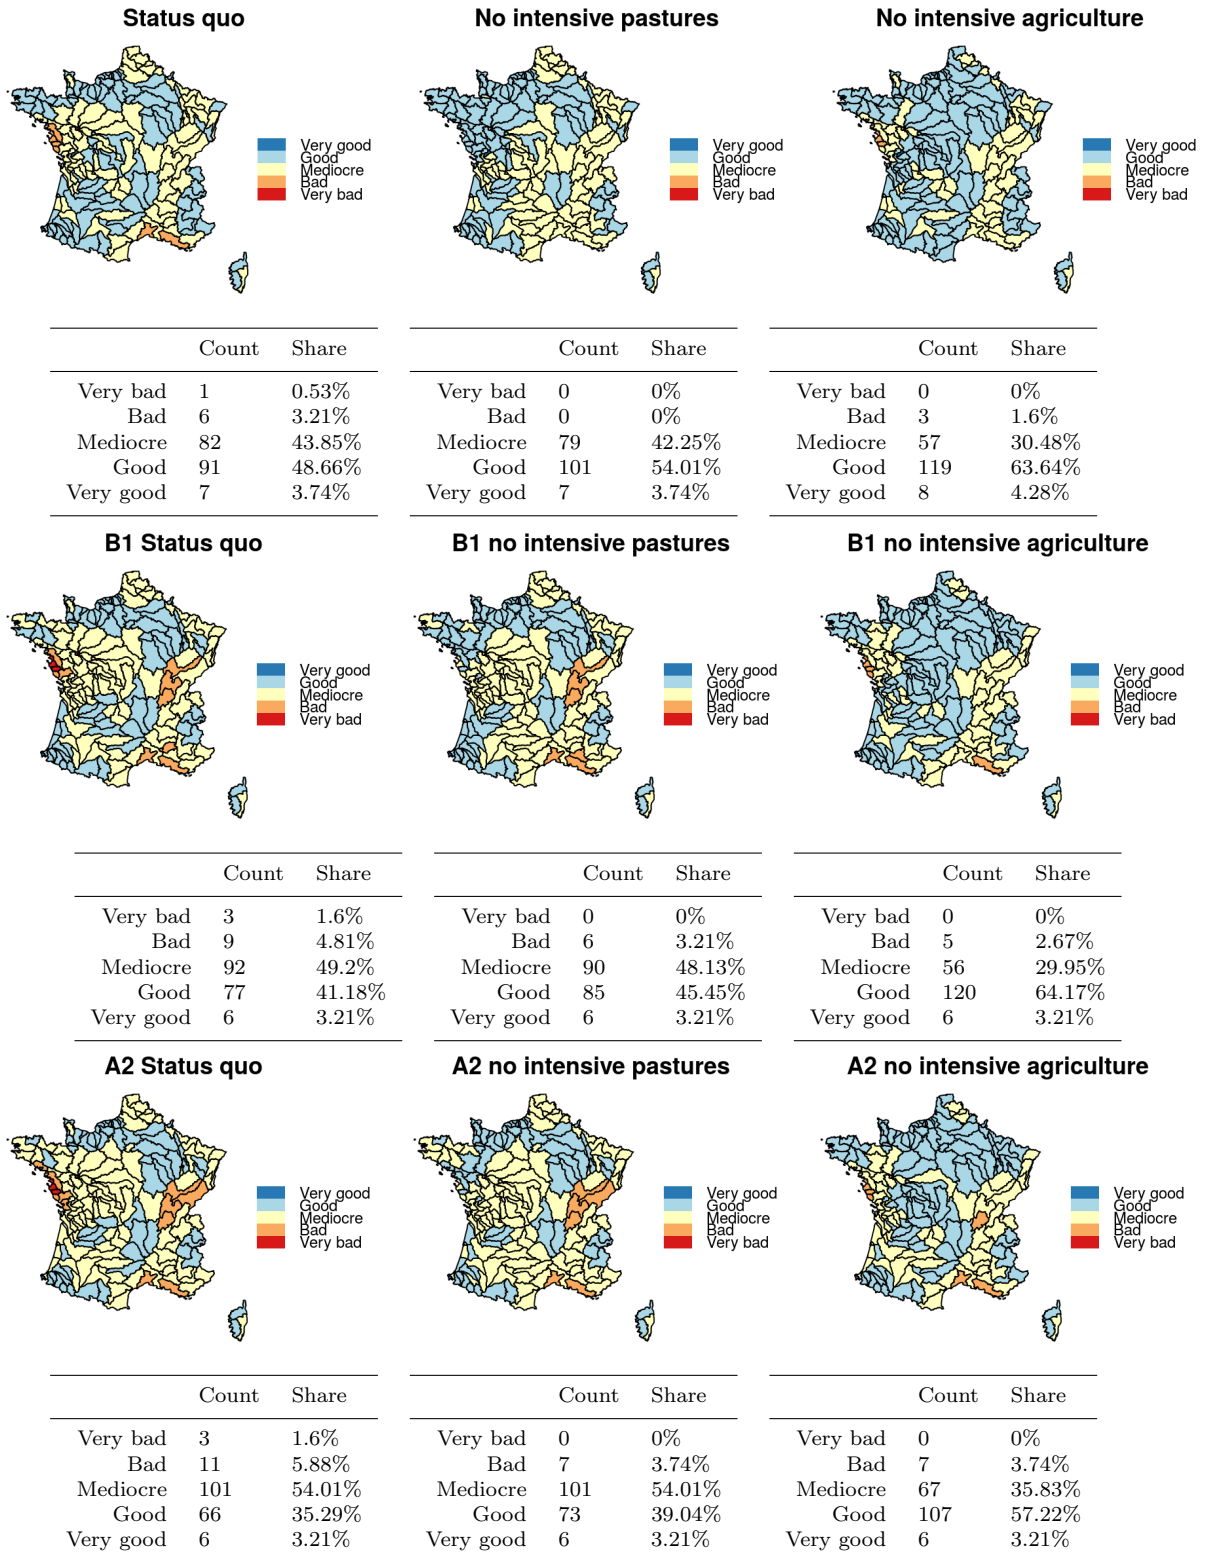 Status quo
No intensive pastures
No intensive agriculture
Very good
Good
Mediocre
Bad
Very bad
Very good
Good
Mediocre
Bad
Very bad
Very good
Good
Mediocre
Bad
Very bad
Count Share
Very bad 1 0.53%
Bad 6 3.21%
Mediocre 82 43.85%
Good 91 48.66%
Very good 7 3.74%
Count Share
Very bad 0 0%
Bad 0 0%
Mediocre 79 42.25%
Good 101 54.01%
Very good 7 3.74%
Count Share
Very bad 0 0%
Bad 3 1.6%
Mediocre 57 30.48%
Good 119 63.64%
Very good 8 4.28%
B1 Status quo
B1 no intensive pastures
B1 no intensive agriculture
Very good
Good
Mediocre
Bad
Very bad
Very good
Good
Mediocre
Bad
Very bad
Very good
Good
Mediocre
Bad
Very bad
Count Share
Very bad 3 1.6%
Bad 9 4.81%
Mediocre 92 49.2%
Good 77 41.18%
Very good 6 3.21%
Count Share
Very bad 0 0%
Bad 6 3.21%
Mediocre 90 48.13%
Good 85 45.45%
Very good 6 3.21%
Count Share
Very bad 0 0%
Bad 5 2.67%
Mediocre 56 29.95%
Good 120 64.17%
Very good 6 3.21%
A2 Status quo
A2 no intensive pastures
A2 no intensive agriculture
Very good
Good
Mediocre
Bad
Very bad
Very good
Good
Mediocre
Bad
Very bad
Very good
Good
Mediocre
Bad
Very bad
Count Share
Very bad 3 1.6%
Bad 11 5.88%
Mediocre 101 54.01%
Good 66 35.29%
Very good 6 3.21%
Count Share
Very bad 0 0%
Bad 7 3.74%
Mediocre 101 54.01%
Good 73 39.04%
Very good 6 3.21%
Count Share
Very bad 0 0%
Bad 7 3.74%
Mediocre 67 35.83%
Good 107 57.22%
Very good 6 3.21%